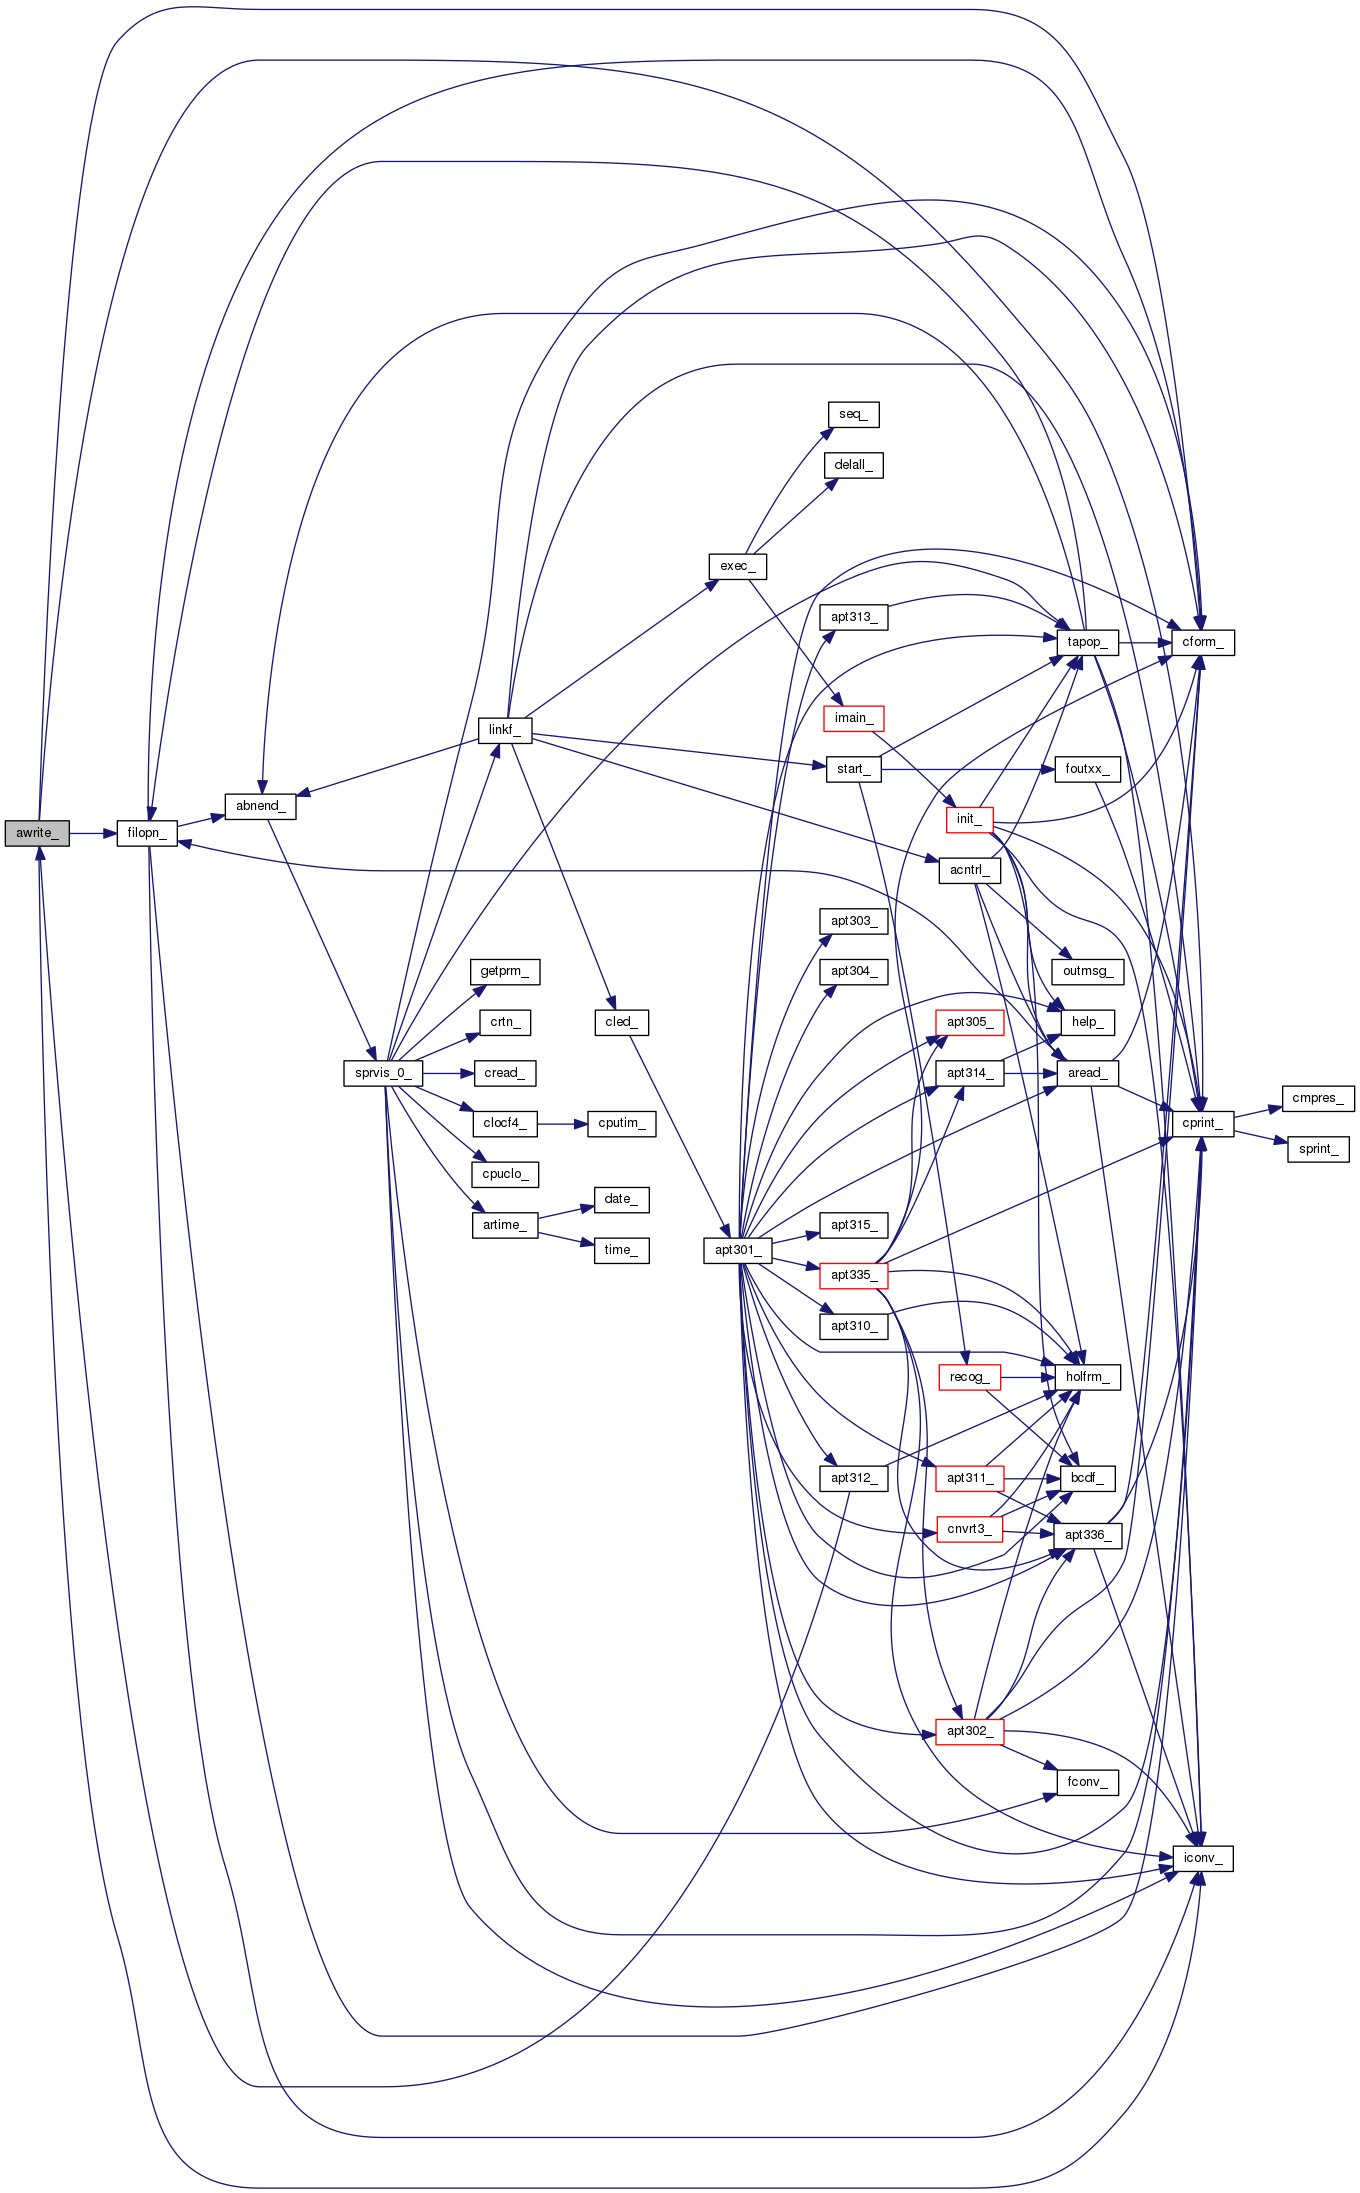 seq_
delall_
exec_
apt313_
tapop_
cform_
imain_
linkf_
start_
foutxx_
abnend_
init_
awrite_
filopn_
acntrl_
apt303_
getprm_
apt304_
outmsg_
crtn_
cled_
apt305_
help_
sprvis_0_
cread_
apt314_
aread_
cmpres_
clocf4_
cputim_
cprint_
sprint_
cpuclo_
date_
artime_
apt315_
time_
apt301_
apt335_
apt310_
recog_
holfrm_
apt312_
apt311_
bcdf_
cnvrt3_
apt336_
apt302_
fconv_
iconv_